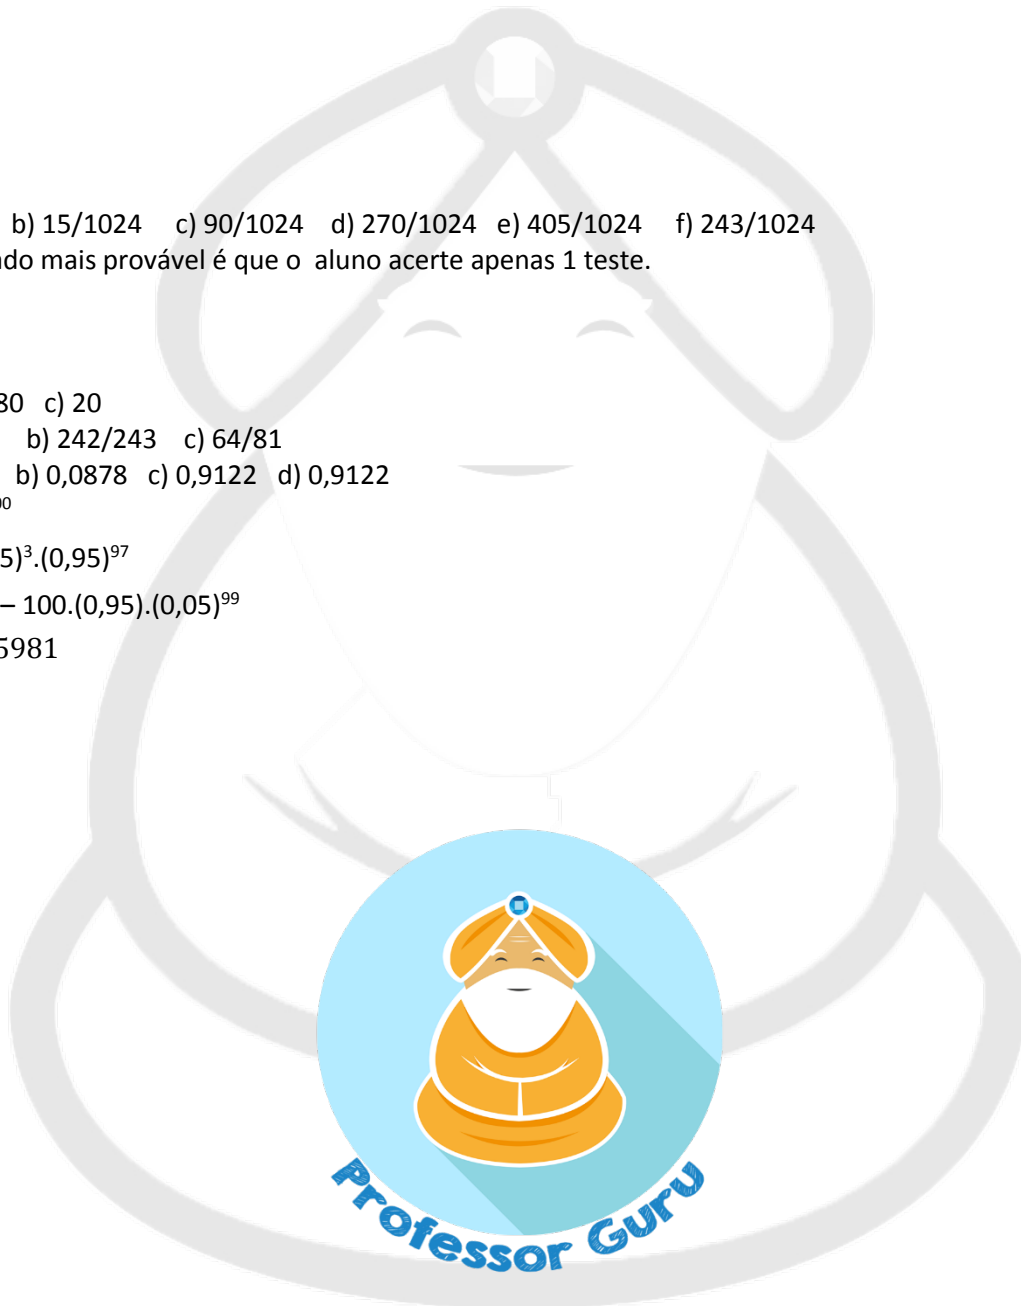 b) 15/1024 c) 90/1024 d) 270/1024 e) 405/1024 f) 243/1024
do mais provável é que o aluno acerte apenas 1 teste.
80 c) 20
b) 242/243 c) 64/81
b) 0,0878 c) 0,9122 d) 0,9122
00
5)³.(0,95)⁹⁷
– 100.(0,95).(0,05)⁹⁹
5981
Professor Guru